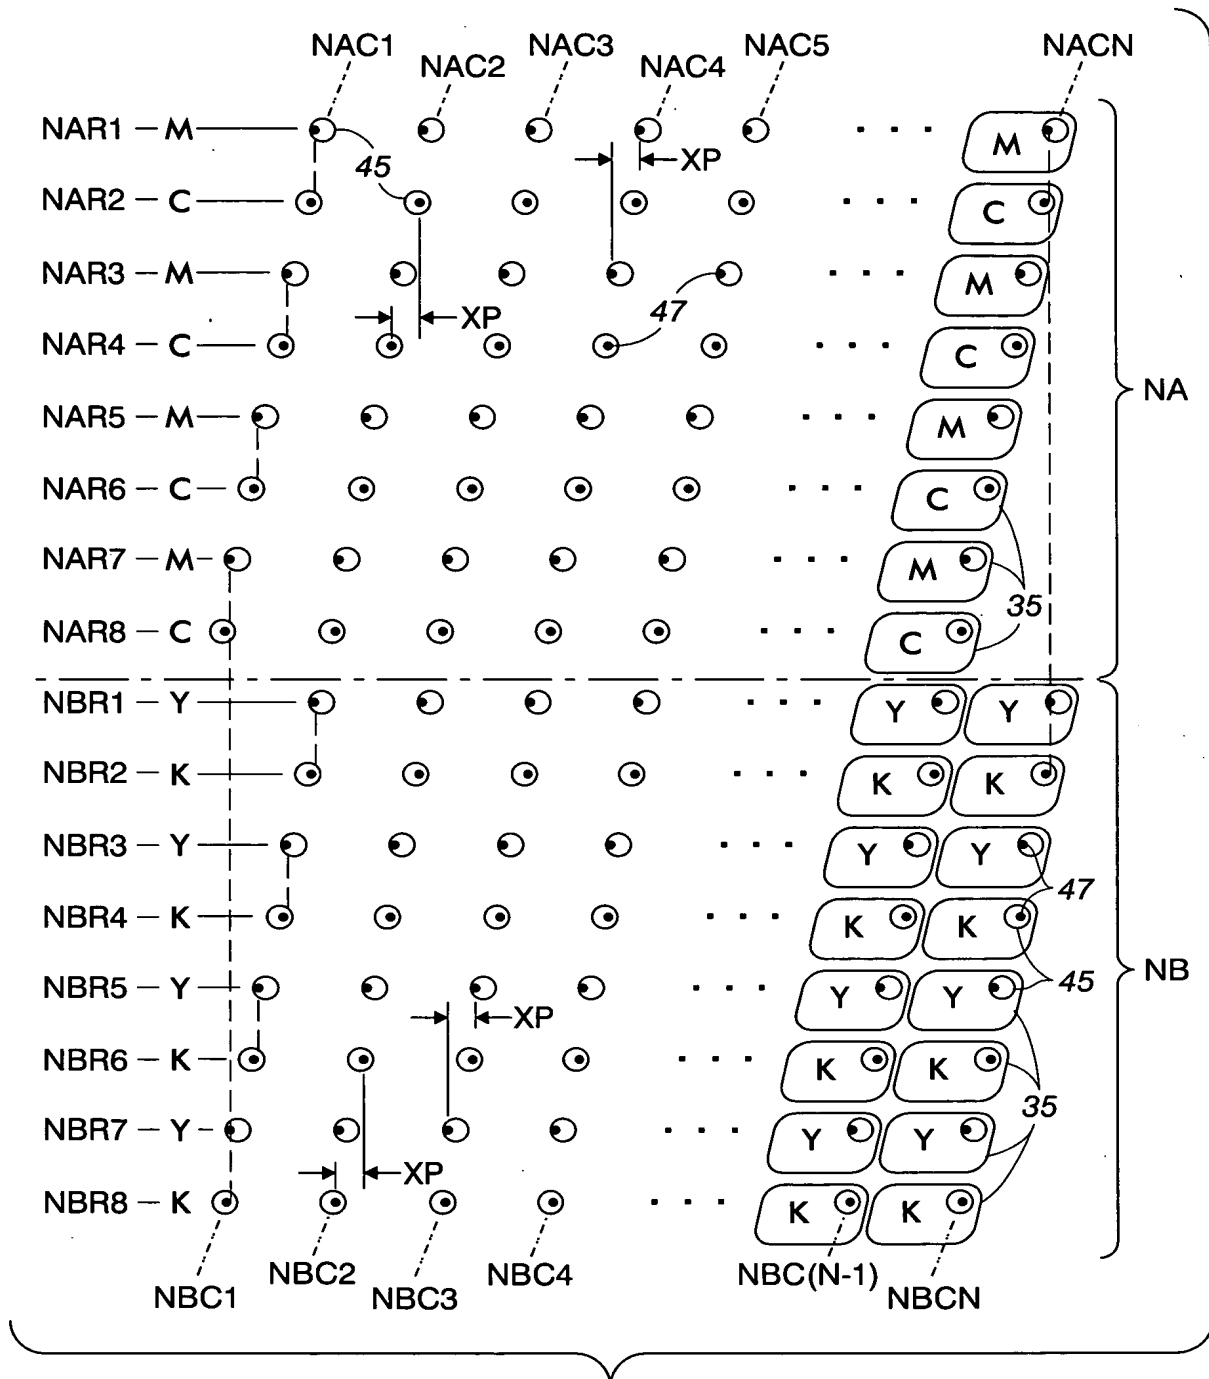 NAC1 NAC2 NAC3 NAC4 NAC5 NACN
NAR1 – M M
45 XP
NAR2 – C C
NAR3 – M M
XP 47
NAR4 – C C
NA
NAR5 – M M
NAR6 – C C
NAR7 – M M
35
NAR8 – C C
NBR1 – Y Y Y
NBR2 – K K K
NBR3 – Y Y Y
47
NBR4 – K K K
NB
45
NBR5 – Y Y Y
XP
NBR6 – K K K
35
NBR7 – Y Y Y
XP
NBR8 – K K K
NBC1 NBC2 NBC3 NBC4 NBC(N-1) NBCN